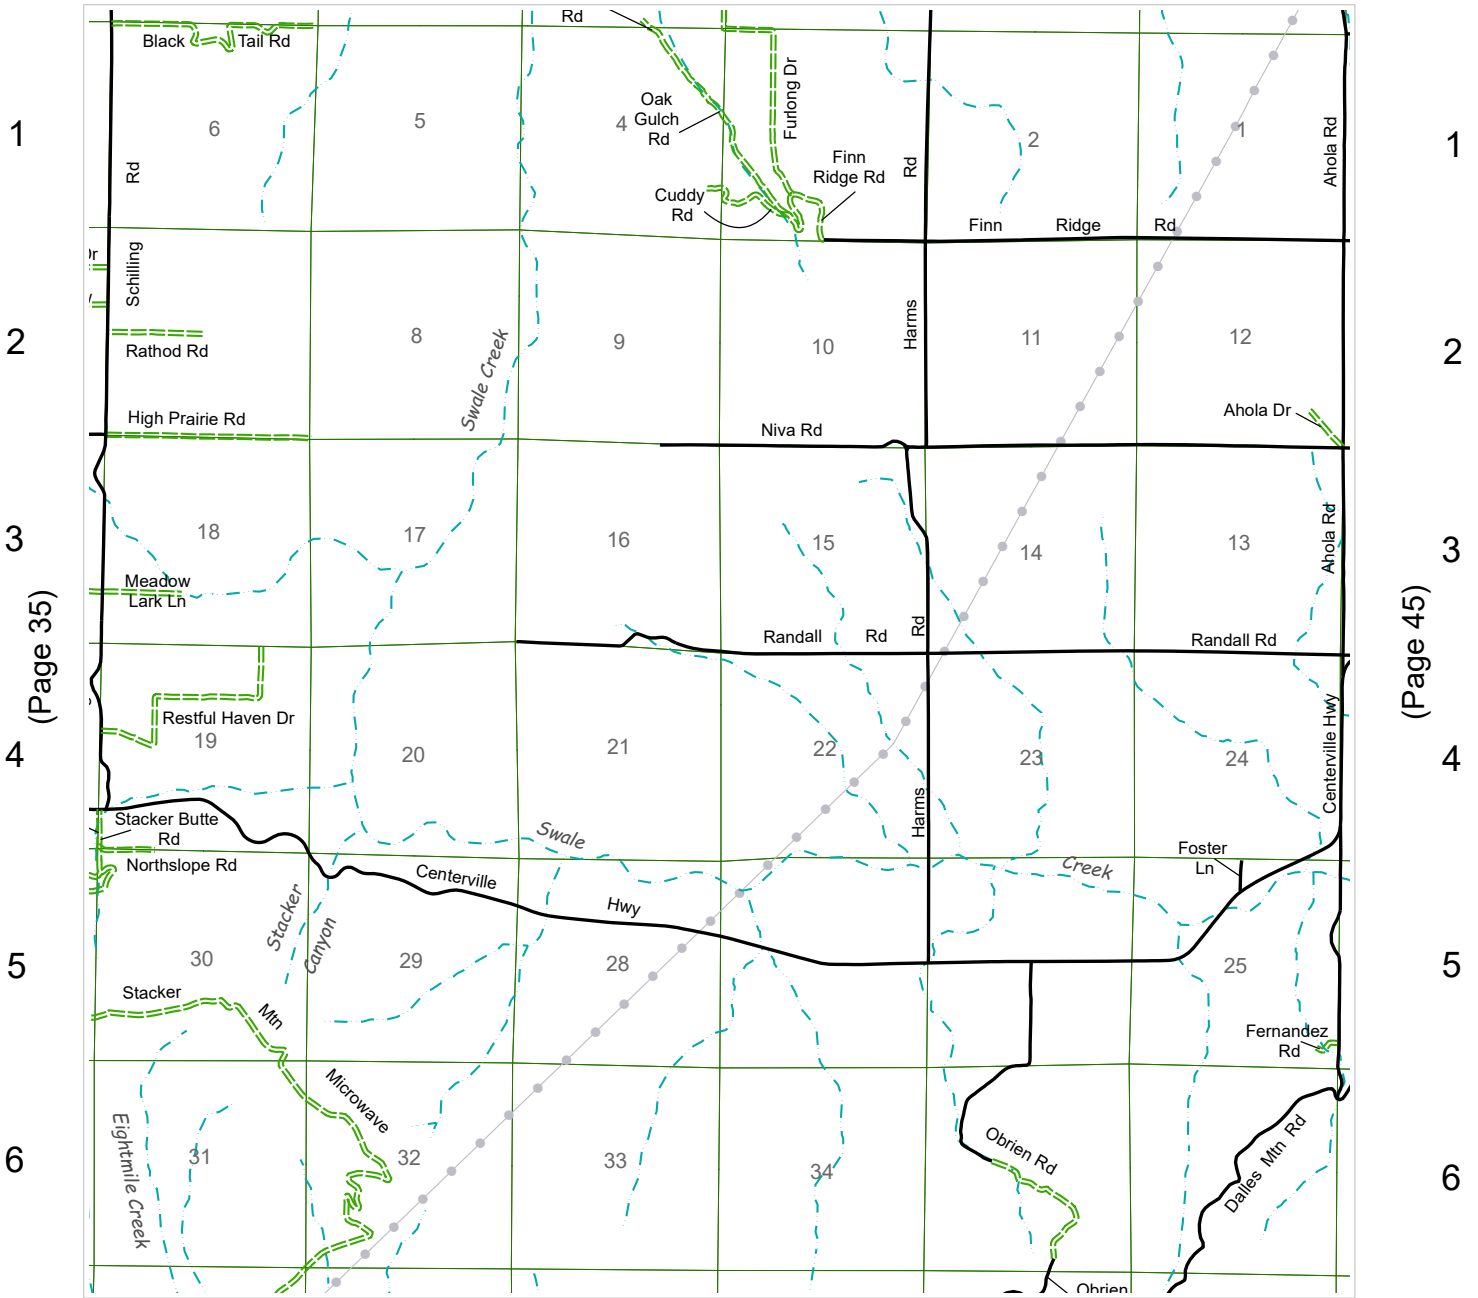 Rd
Black Tail Rd
Oak
Gulch
Rd
Furlong Dr
Finn
Ridge Rd
Cuddy
Rd
Rd
Rd
Ahola Rd
1
6
5
4
2
1
1
Finn Ridge Rd
Schilling
Harms
2
8
9
10
11
12
2
Rathod Rd
Swale Creek
High Prairie Rd
Niva Rd
Ahola Dr
3
18
17
16
15
14
13
3
Ahola Rd
Meadow
Lark Ln
(Page 35)
(Page 45)
Rd
Randall Rd
Randall Rd
Restful Haven Dr
4
19
20
21
22
23
24
4
Centerville Hwy
Harms
Stacker Butte
Rd
Northslope Rd
Swale
Creek
Foster
Ln
Centerville
Hwy
Stacker
Canyon
5
30
29
28
25
5
Stacker
Mtn
Microwave
Fernandez
Rd
Eightmile Creek
6
31
32
33
34
6
Obrien Rd
Dalles Mtn Rd
Obrien